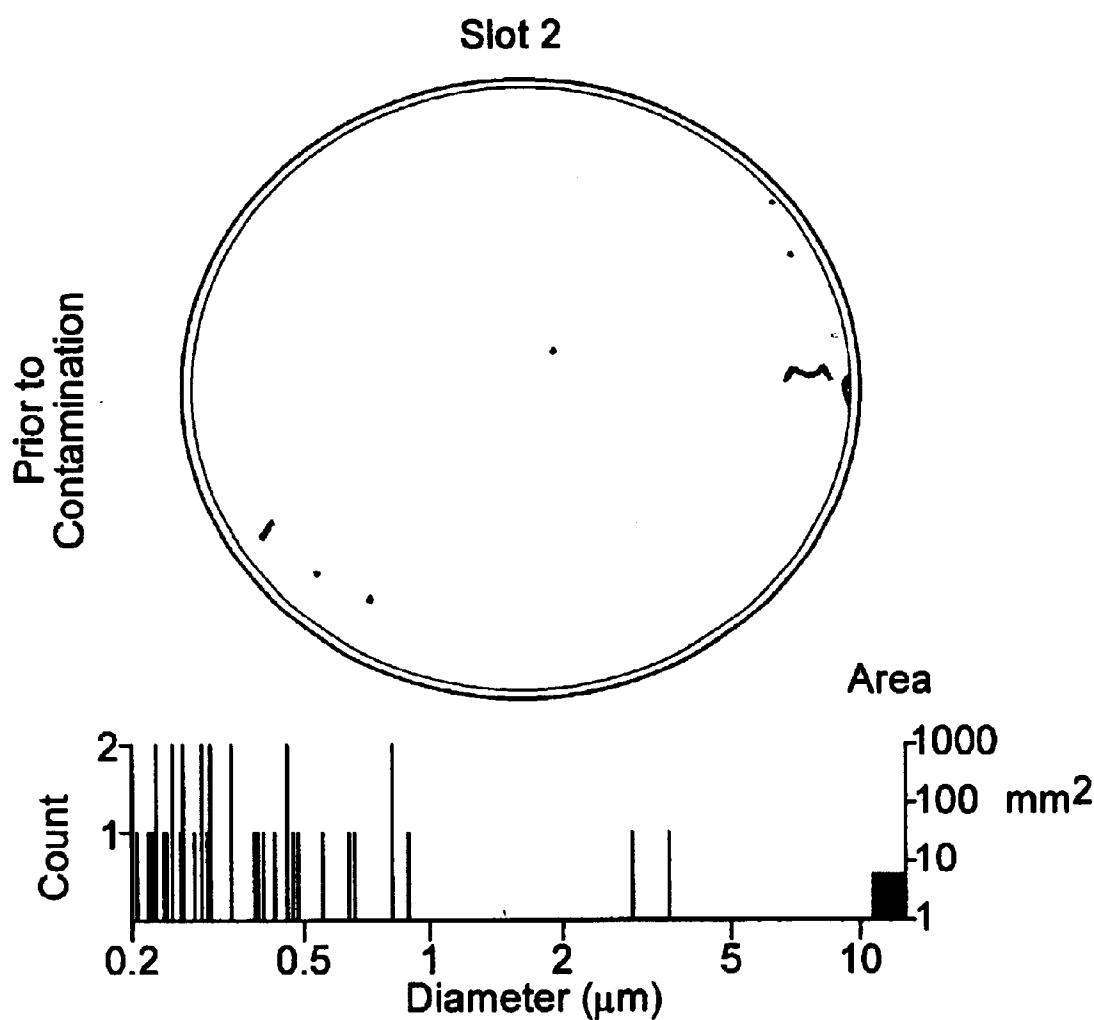 Slot 2
Prior to
Contamination
Area
Count
2
1
1000
100 mm2
10
1
0.2 0.5 1 2 5 10
Diameter (μm)